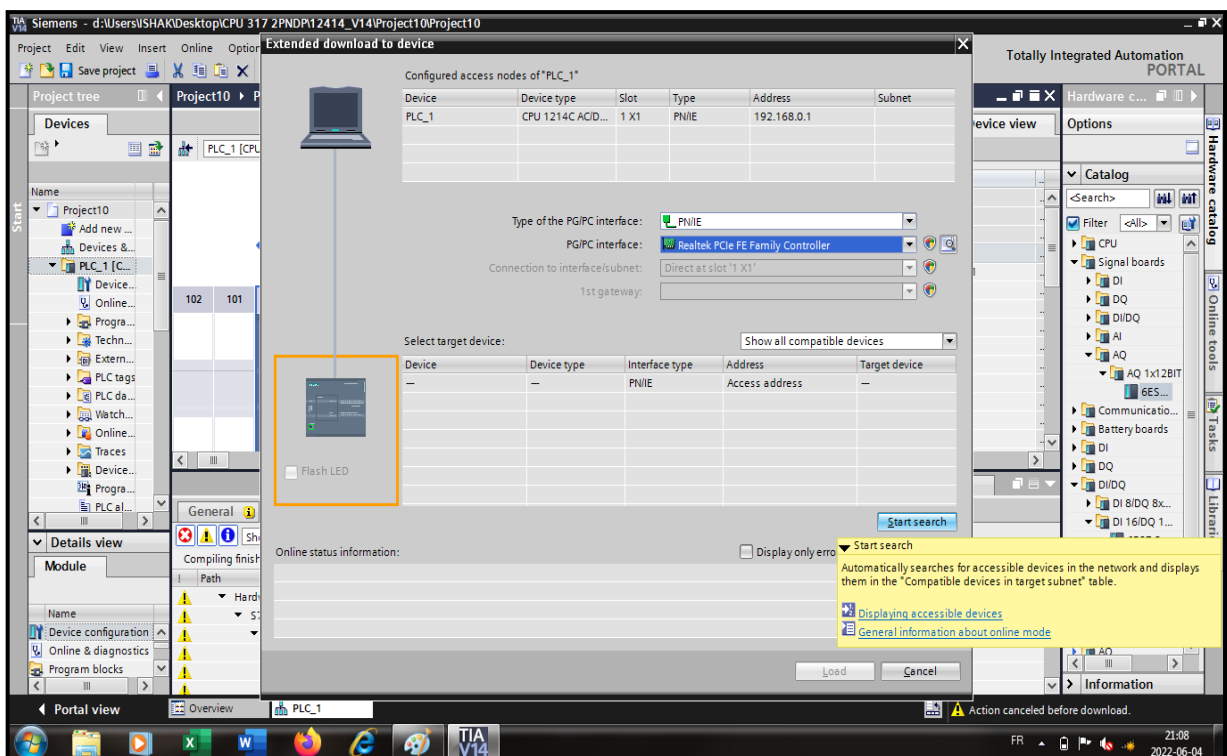 Siemens - d:\Users\ISHAK\Desktop\CPU 317 2PNDP\12414_V14\Project10\Project10
Project Edit View Insert Online Option
Save project
Totally Integrated Automation
PORTAL
Extended download to device
Configured access nodes of "PLC_1"
Device Device type Slot Type Address Subnet
PLC_1 CPU 1214C AC/D... 1 X1 PN/IE 192.168.0.1
Type of the PG/PC interface: PN/IE
PG/PC interface: Realtek PCIe FE Family Controller
Connection to interface/subnet: Direct at slot '1 X1'
1st gateway:
Select target device: Show all compatible devices
Device Device type Interface type Address Target device
— — PN/IE Access address —
Flash LED
Start search
Online status information: Display only erro
Start search
Automatically searches for accessible devices in the network and displays
them in the "Compatible devices in target subnet" table.
Displaying accessible devices
General information about online mode
Load Cancel
Start
Project tree
Devices
Name
Project10
Add new ...
Devices &...
PLC_1 [C...
Device...
Online...
Progra...
Techn...
Extern...
PLC tags
PLC da...
Watch...
Online...
Traces
Device...
Progra...
PLC al...
Details view
Module
Name
Device configuration
Online & diagnostics
Program blocks
Project10 P
PLC_1 [CPU
102 101
General
Sh
Compiling finish
! Path
Hard
S7
evice view
Hardware c...
Options
Catalog
<Search>
Filter <All>
CPU
Signal boards
DI
DQ
DI/DQ
AI
AQ
AQ 1x12BIT
6ES...
Communicatio...
Battery boards
DI
DQ
DI/DQ
DI 8/DQ 8x...
DI 16/DQ 1...
AQ
Information
Hardware catalog
Online tools
Tasks
Librari
Portal view Overview PLC_1 Action canceled before download.
TIA
V14
FR
21:08
2022-06-04